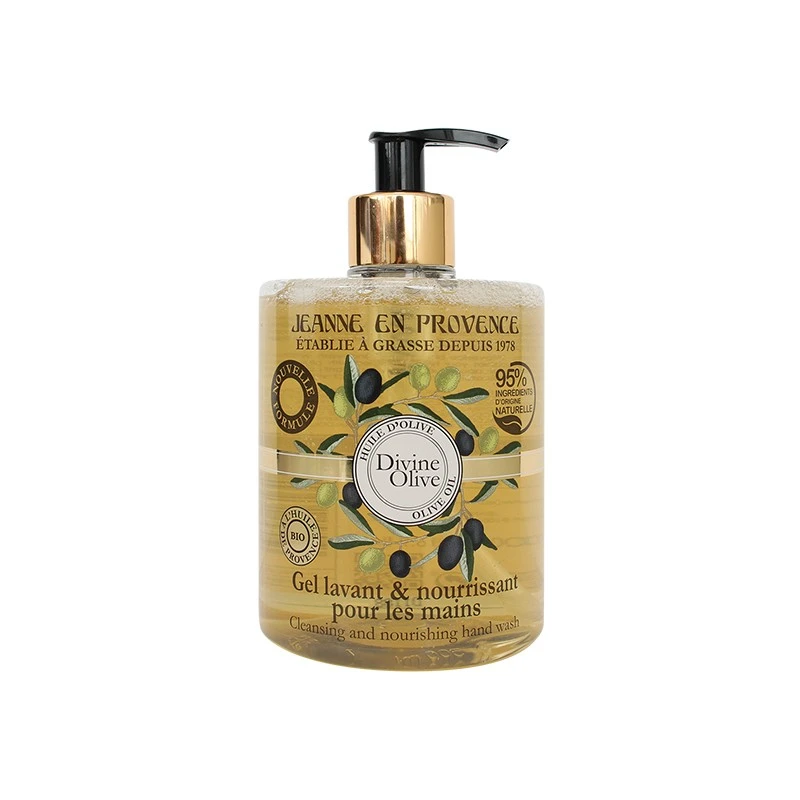 JEANNE EN PROVENCE
ÉTABLIE À GRASSE DEPUIS 1978
NOUVELLE
FORMULE
95%
INGRÉDIENTS
D'ORIGINE
NATURELLE
HUILE D'OLIVE
Divine
Olive
OLIVE OIL
À L'HUILE
BIO
DE PROVENCE
Gel lavant & nourrissant
pour les mains
Cleansing and nourishing hand wash